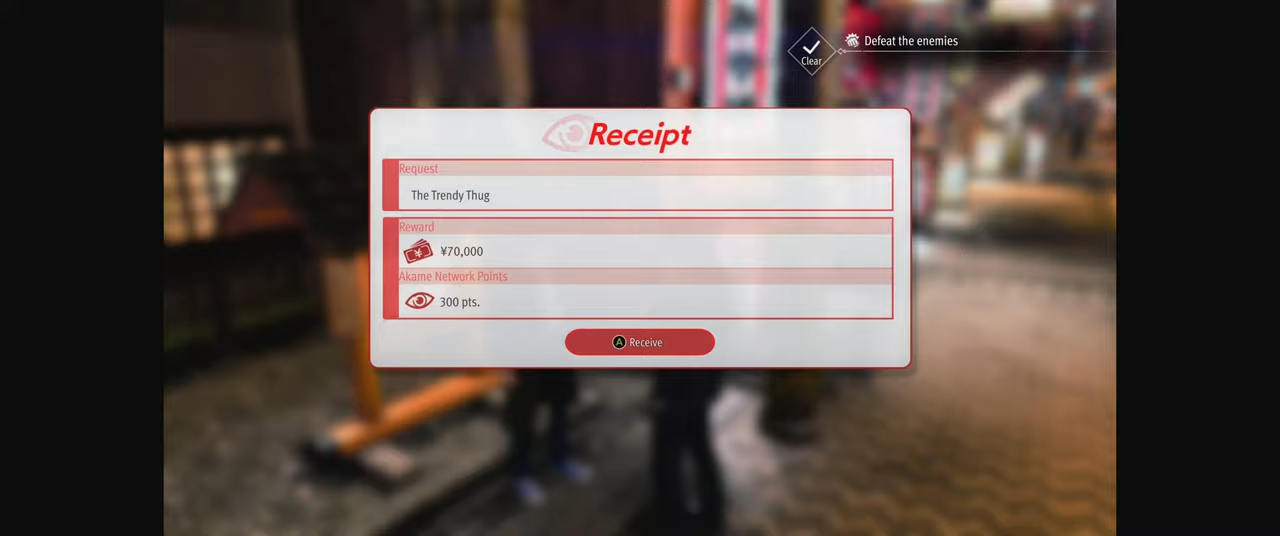 Clear
Defeat the enemies
Receipt
Request
The Trendy Thug
Reward
¥70,000
Akame Network Points
300 pts.
A Receive